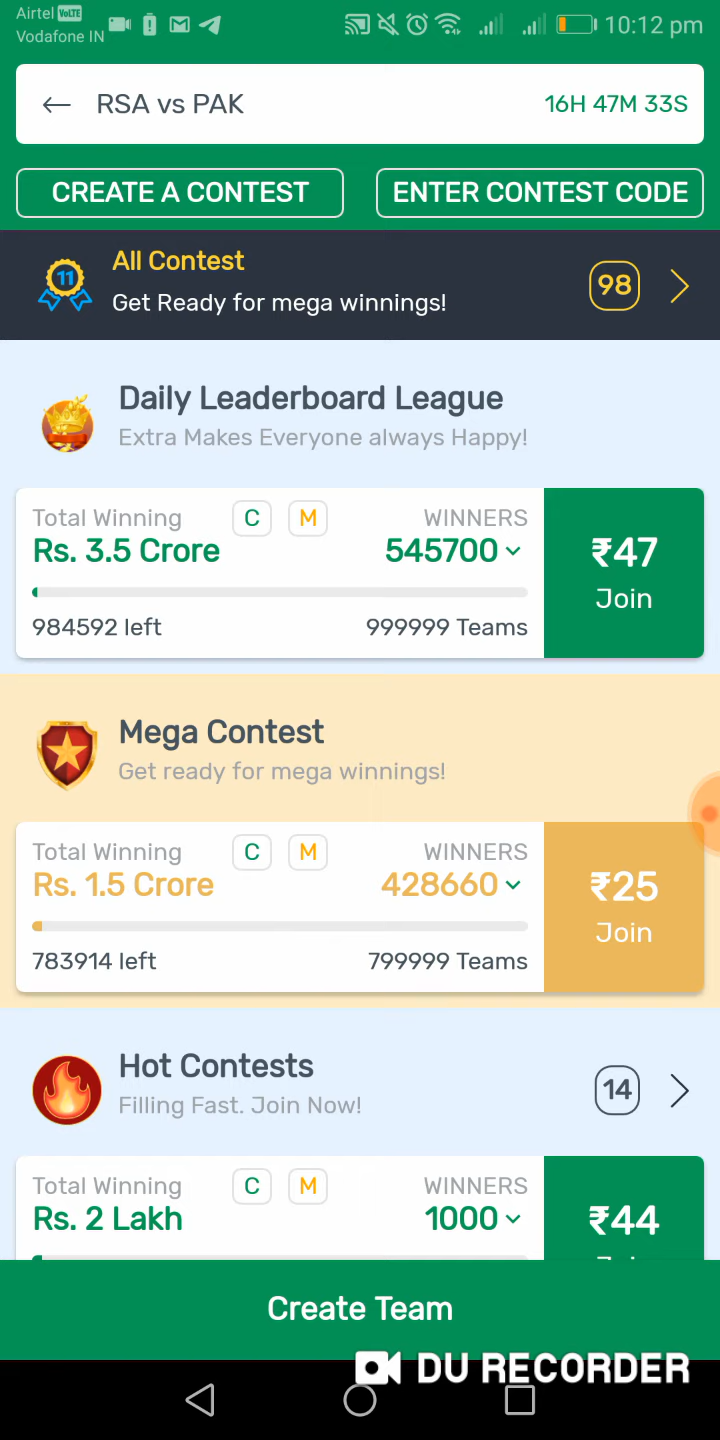 Airtel VoLTE
Vodafone IN
10:12 pm
RSA vs PAK
16H 47M 33S
CREATE A CONTEST
ENTER CONTEST CODE
11
All Contest
Get Ready for mega winnings!
98
Daily Leaderboard League
Extra Makes Everyone always Happy!
Total Winning C M WINNERS
Rs. 3.5 Crore 545700
₹47
Join
984592 left 999999 Teams
Mega Contest
Get ready for mega winnings!
Total Winning C M WINNERS
Rs. 1.5 Crore 428660
₹25
Join
783914 left 799999 Teams
Hot Contests
Filling Fast. Join Now!
14
Total Winning C M WINNERS
Rs. 2 Lakh 1000
₹44
Create Team
DU RECORDER